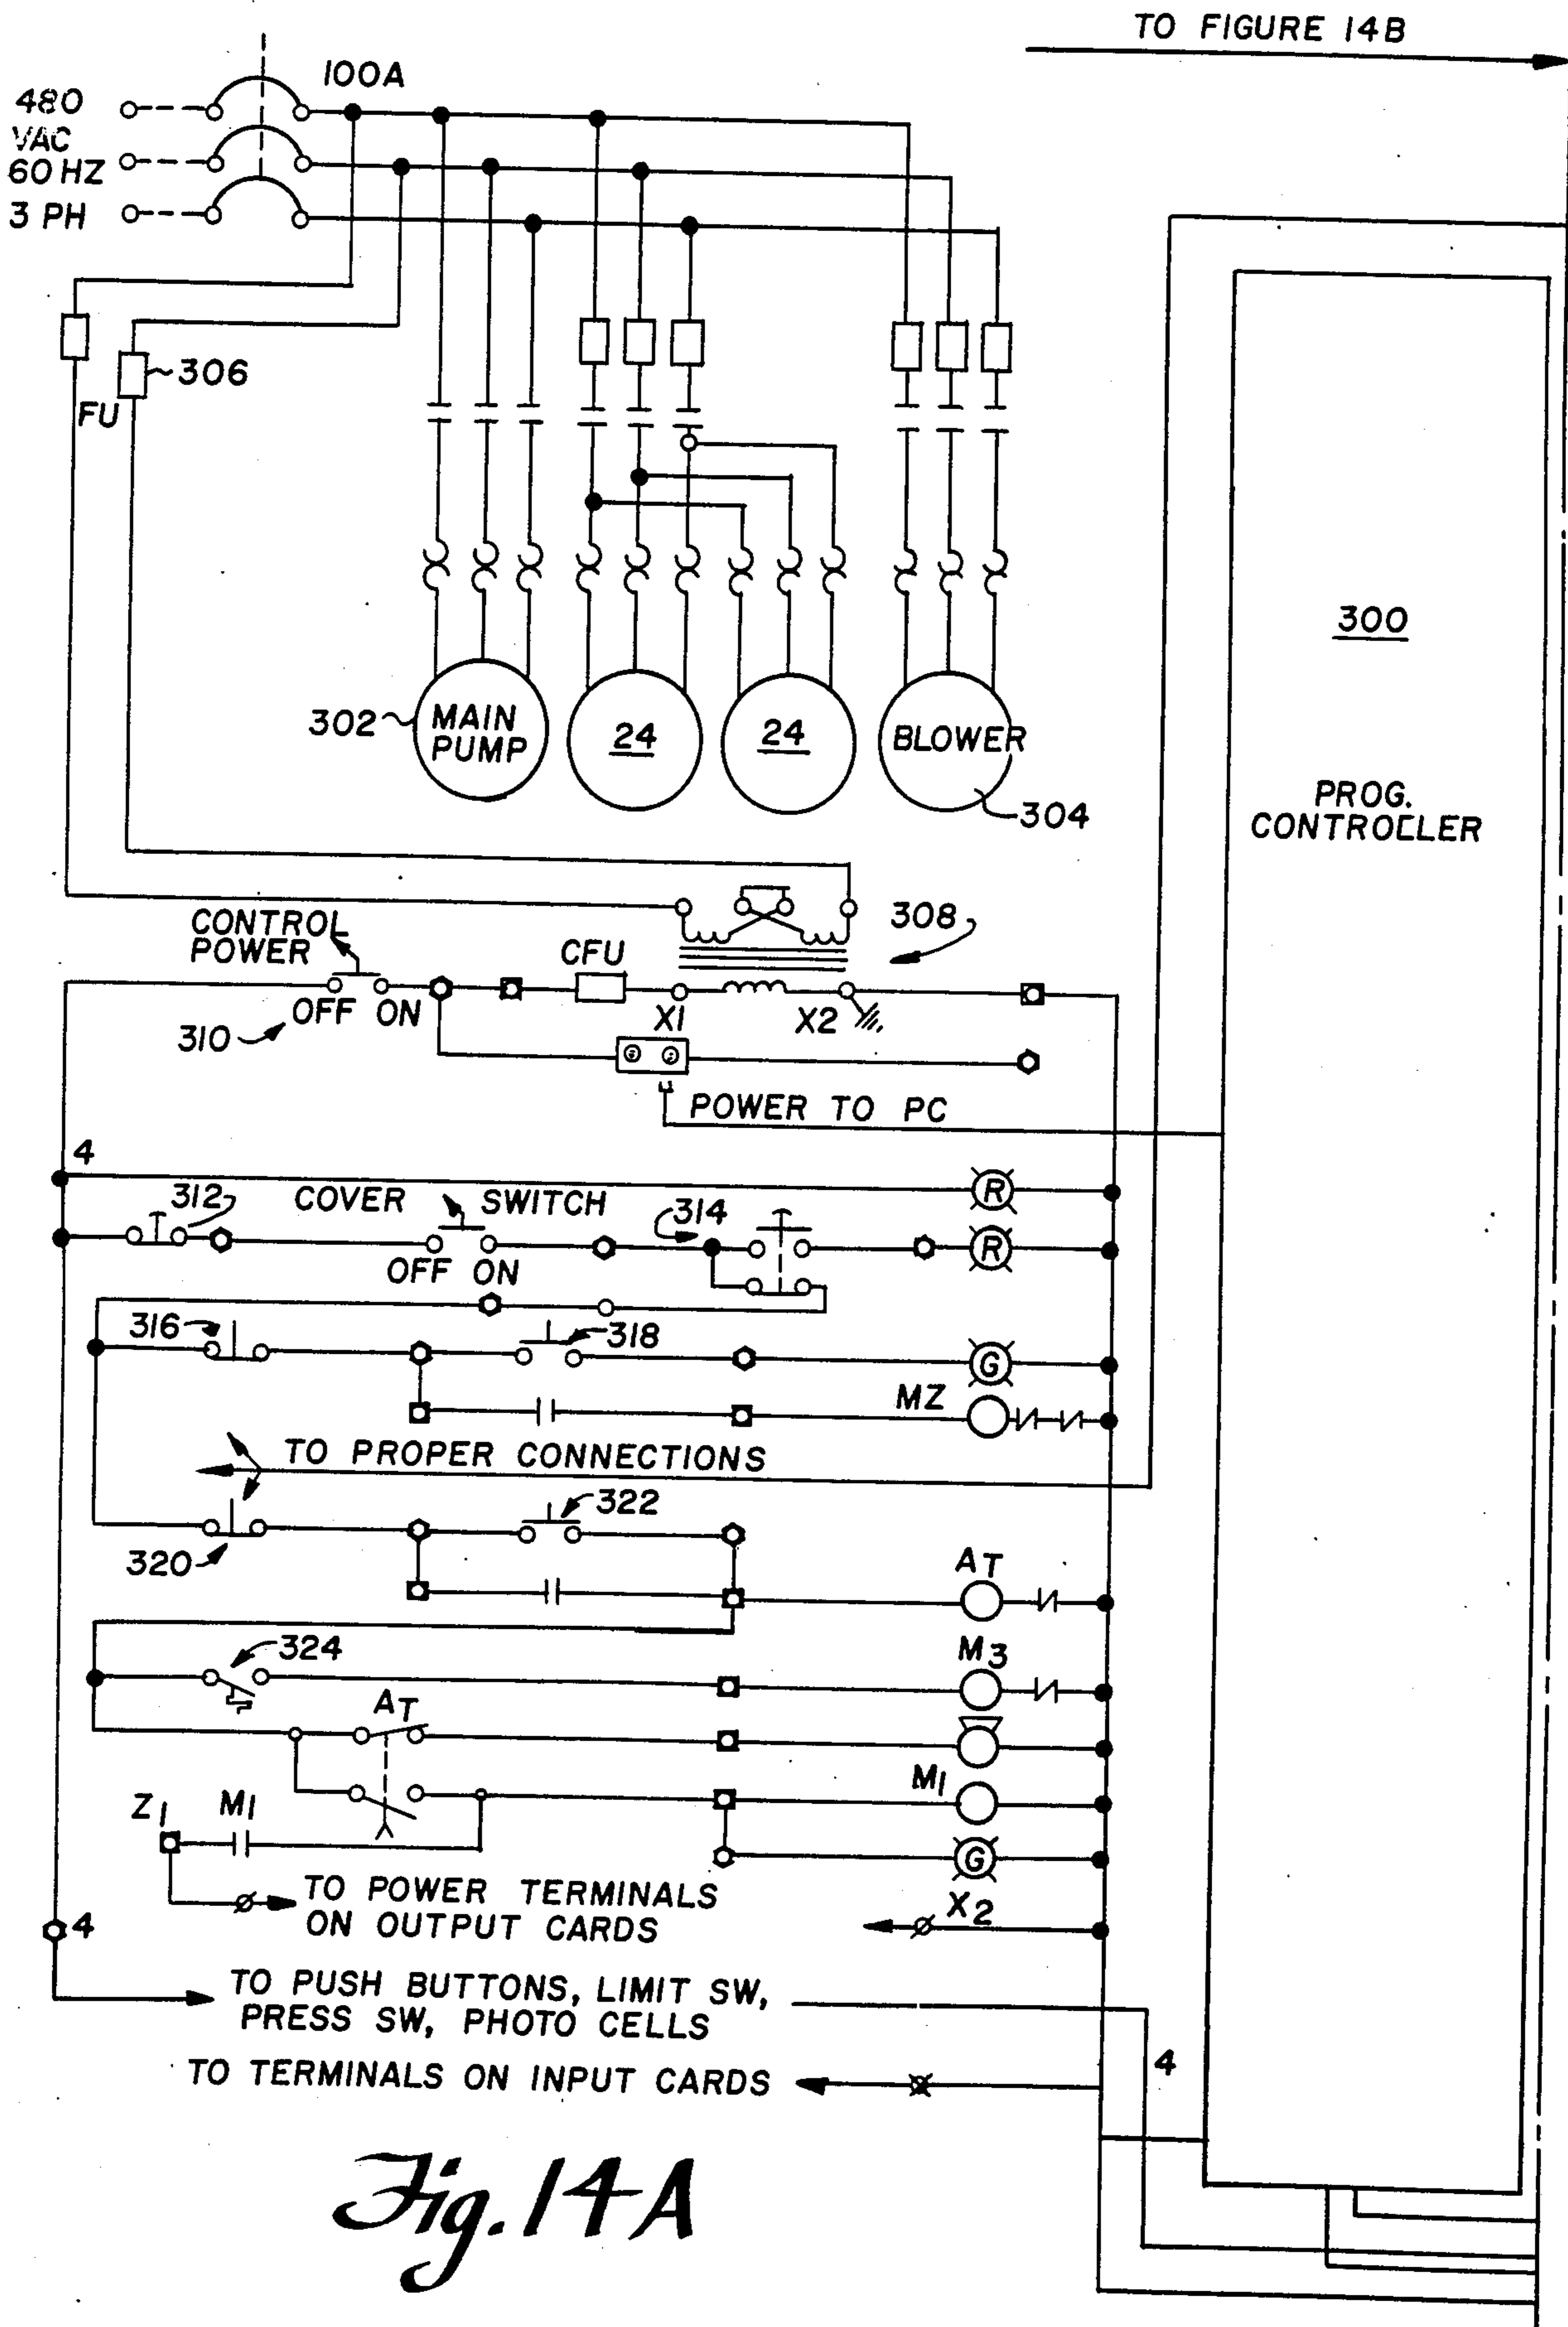 TO FIGURE 14B
100A
480
VAC
60 HZ
3 PH
306
FU
300
302
MAIN
PUMP
24
24
BLOWER
304
PROG.
CONTROLLER
CONTROL
POWER
308
CFU
OFF ON
X1
X2
310
POWER TO PC
4
R
312
COVER SWITCH
314
R
OFF ON
316
318
G
MZ
TO PROPER CONNECTIONS
322
320
AT
324
M3
AT
M1
Z1
M1
G
TO POWER TERMINALS
ON OUTPUT CARDS
X2
4
TO PUSH BUTTONS, LIMIT SW,
PRESS SW, PHOTO CELLS
4
TO TERMINALS ON INPUT CARDS
Fig. 14A